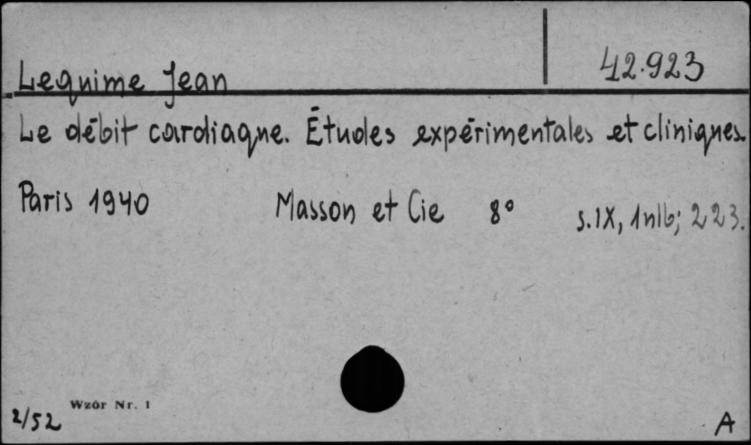 Lequime Jean 42.923
Le débit cardiaque. Études expérimentales et cliniques.
Paris 1940 Masson et Cie 8° s. IX, 1nlb; 223.
Wzór Nr. 1
2/52 A